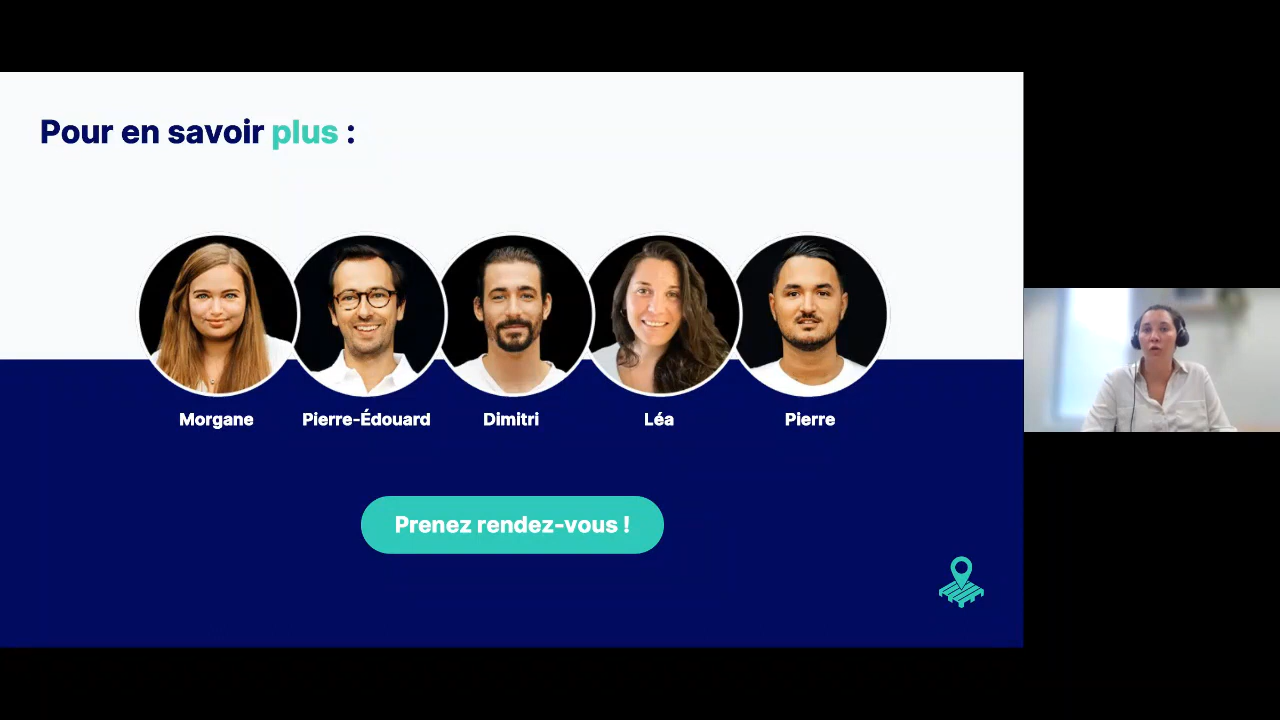 Pour en savoir plus :
Morgane
Pierre-Édouard
Dimitri
Léa
Pierre
Prenez rendez-vous !